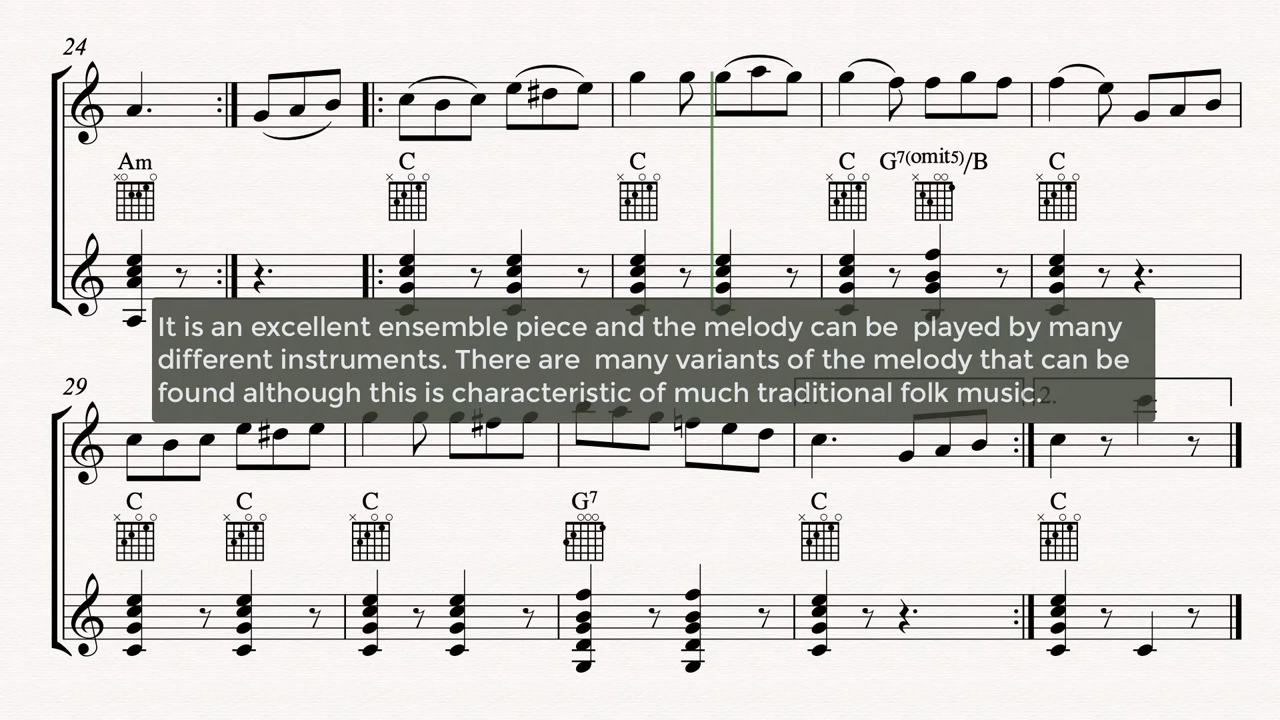 24
Am C C C G7(omit5)/B C
It is an excellent ensemble piece and the melody can be played by many
different instruments. There are many variants of the melody that can be
found although this is characteristic of much traditional folk music.
29
2.
C C C G7 C C